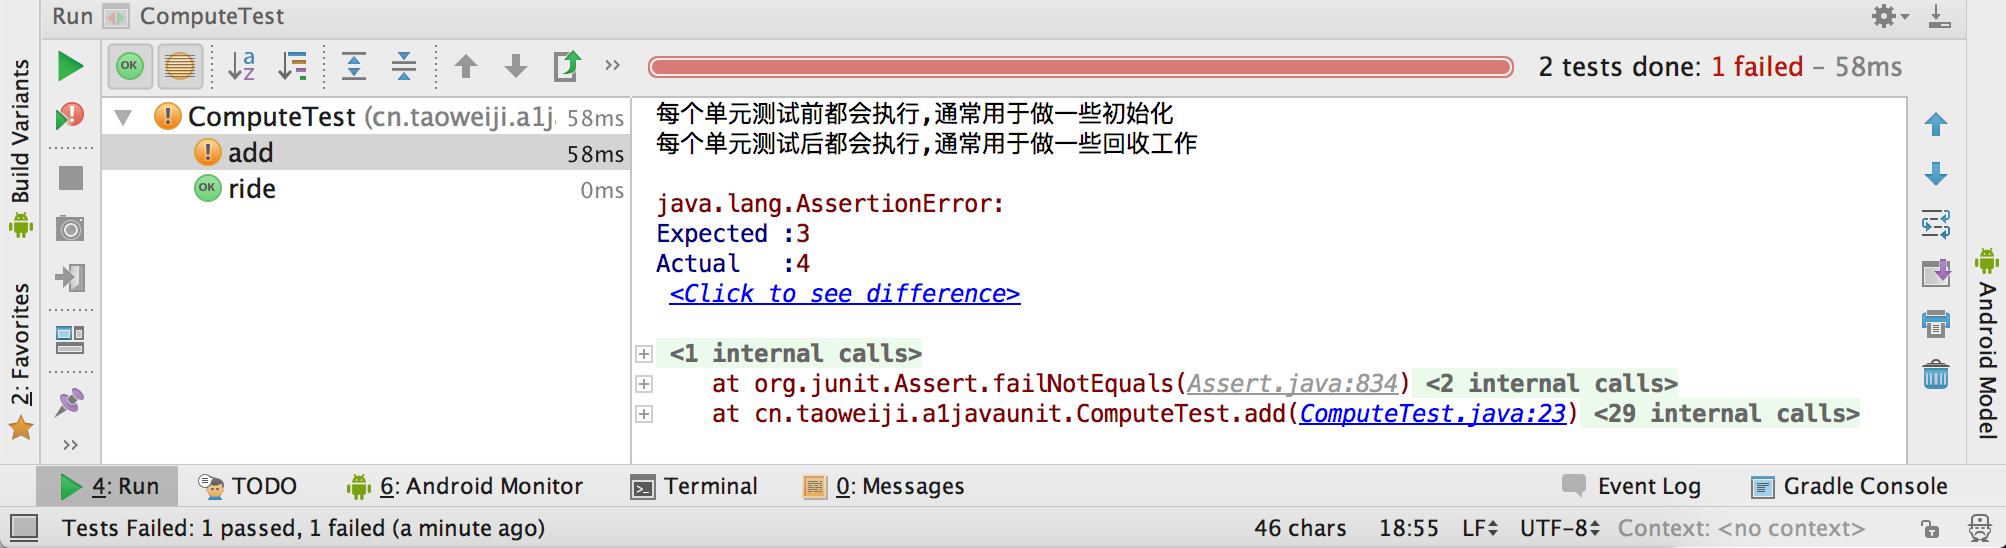 Run ComputeTest
2 tests done: 1 failed – 58ms
Build Variants
2: Favorites
ComputeTest (cn.taoweiji.a1j 58ms
add 58ms
OK ride 0ms
每个单元测试前都会执行,通常用于做一些初始化
每个单元测试后都会执行,通常用于做一些回收工作
java.lang.AssertionError:
Expected :3
Actual   :4
<Click to see difference>
<1 internal calls>
at org.junit.Assert.failNotEquals(Assert.java:834) <2 internal calls>
at cn.taoweiji.a1javaunit.ComputeTest.add(ComputeTest.java:23) <29 internal calls>
Android Model
4: Run TODO 6: Android Monitor Terminal 0: Messages Event Log Gradle Console
Tests Failed: 1 passed, 1 failed (a minute ago) 46 chars 18:55 LF UTF-8 Context: <no context>